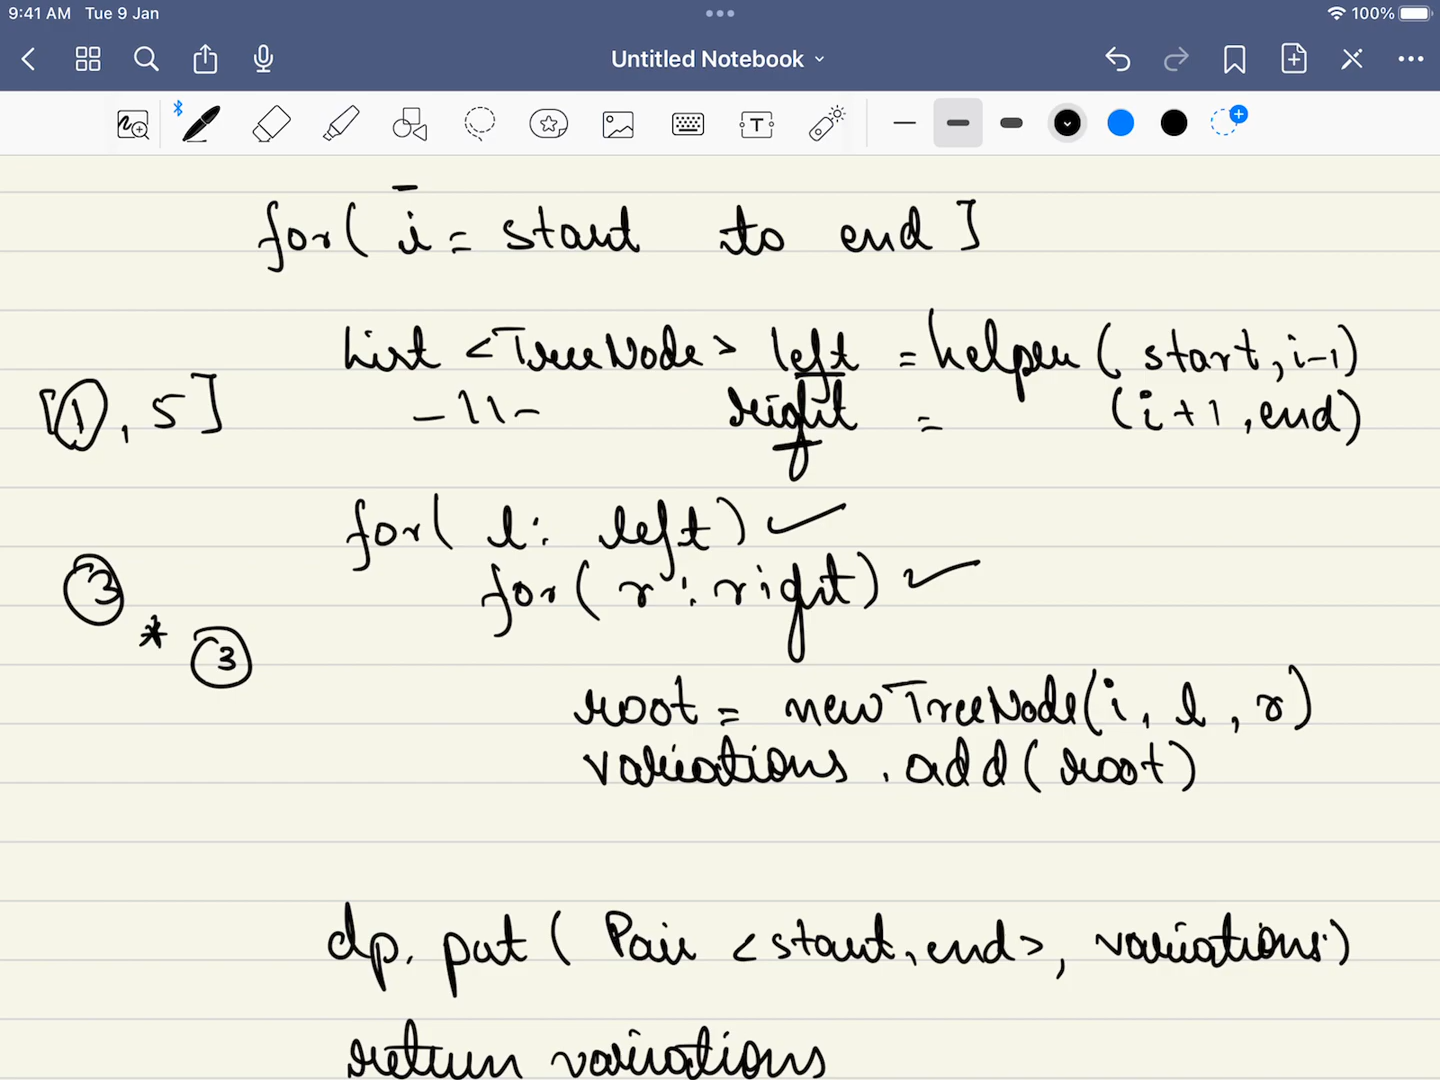 9:41 AM Tue 9 Jan
100%
Untitled Notebook
T
for( i = start to end ]
List <TreeNode> left = helper ( start, i-1)
[1, 5]
-11- right = (i+1, end)
for( l: left)
for( r: right)
3
*
3
root = new TreeNode(i, l, r)
variations. add( root)
dp. put ( Pair <start, end>, variations)
return variations